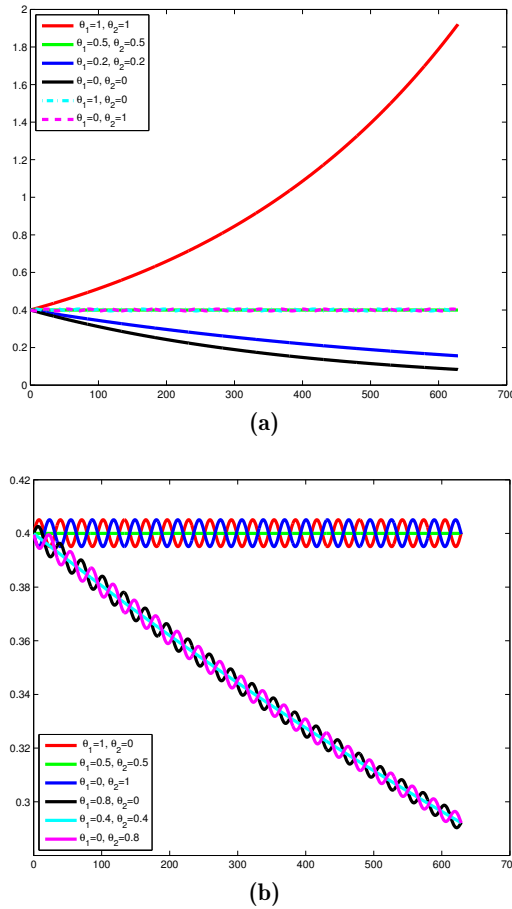 2
1.8
1.6
1.4
1.2
1
0.8
0.6
0.4
0.2
0
θ₁=1, θ₂=1
θ₁=0.5, θ₂=0.5
θ₁=0.2, θ₂=0.2
θ₁=0, θ₂=0
θ₁=1, θ₂=0
θ₁=0, θ₂=1
0 100 200 300 400 500 600 700
(a)
0.42
0.4
0.38
0.36
0.34
0.32
0.3
θ₁=1, θ₂=0
θ₁=0.5, θ₂=0.5
θ₁=0, θ₂=1
θ₁=0.8, θ₂=0
θ₁=0.4, θ₂=0.4
θ₁=0, θ₂=0.8
0 100 200 300 400 500 600 70
(b)